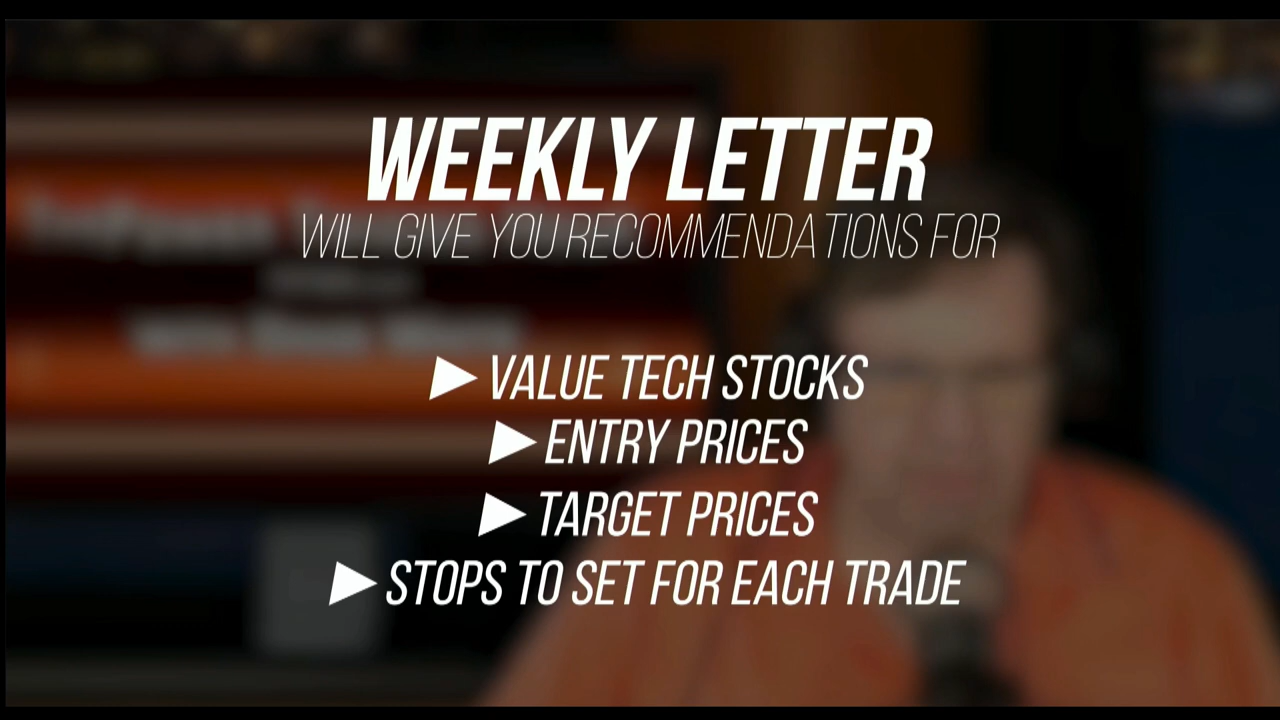 WEEKLY LETTER
WILL GIVE YOU RECOMMENDATIONS FOR
▶ VALUE TECH STOCKS
▶ ENTRY PRICES
▶ TARGET PRICES
▶ STOPS TO SET FOR EACH TRADE